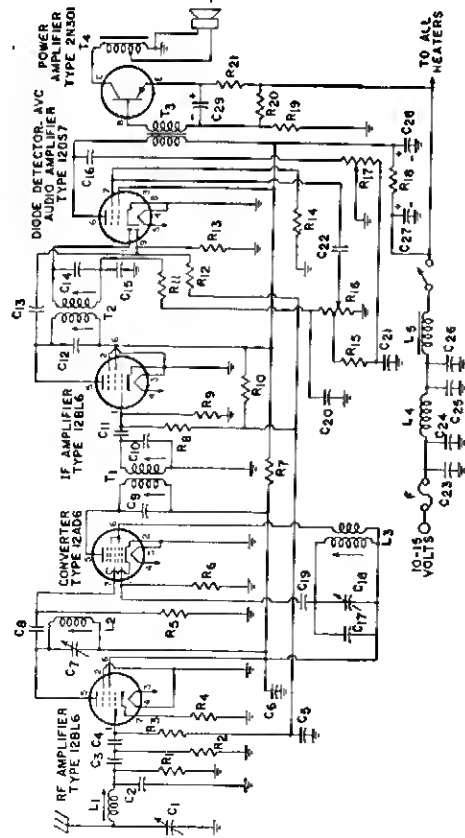 RF AMPLIFIER
TYPE 12BL6
CONVERTER
TYPE 12AD6
IF AMPLIFIER
TYPE 12BL6
DIODE DETECTOR, AVC
AUDIO AMPLIFIER
TYPE 12DS7
POWER
AMPLIFIER
TYPE 2N301
L1
C1
C2
R1
C3
C4
R2
R3
R4
C5
C6
C7
L2
C8
R5
R6
C9
T1
C10
C11
R7
R8
R9
R10
C12
T2
C13
C14
C15
R11
R12
R13
C16
R14
C22
R15
R16
R17
C20
C21
T3
T4
C29
R19
R20
R21
C17
C18
C19
L3
10-15
VOLTS
F
C23
L4
C24
C25
L5
C26
C27
R18
C28
TO ALL
HEATERS